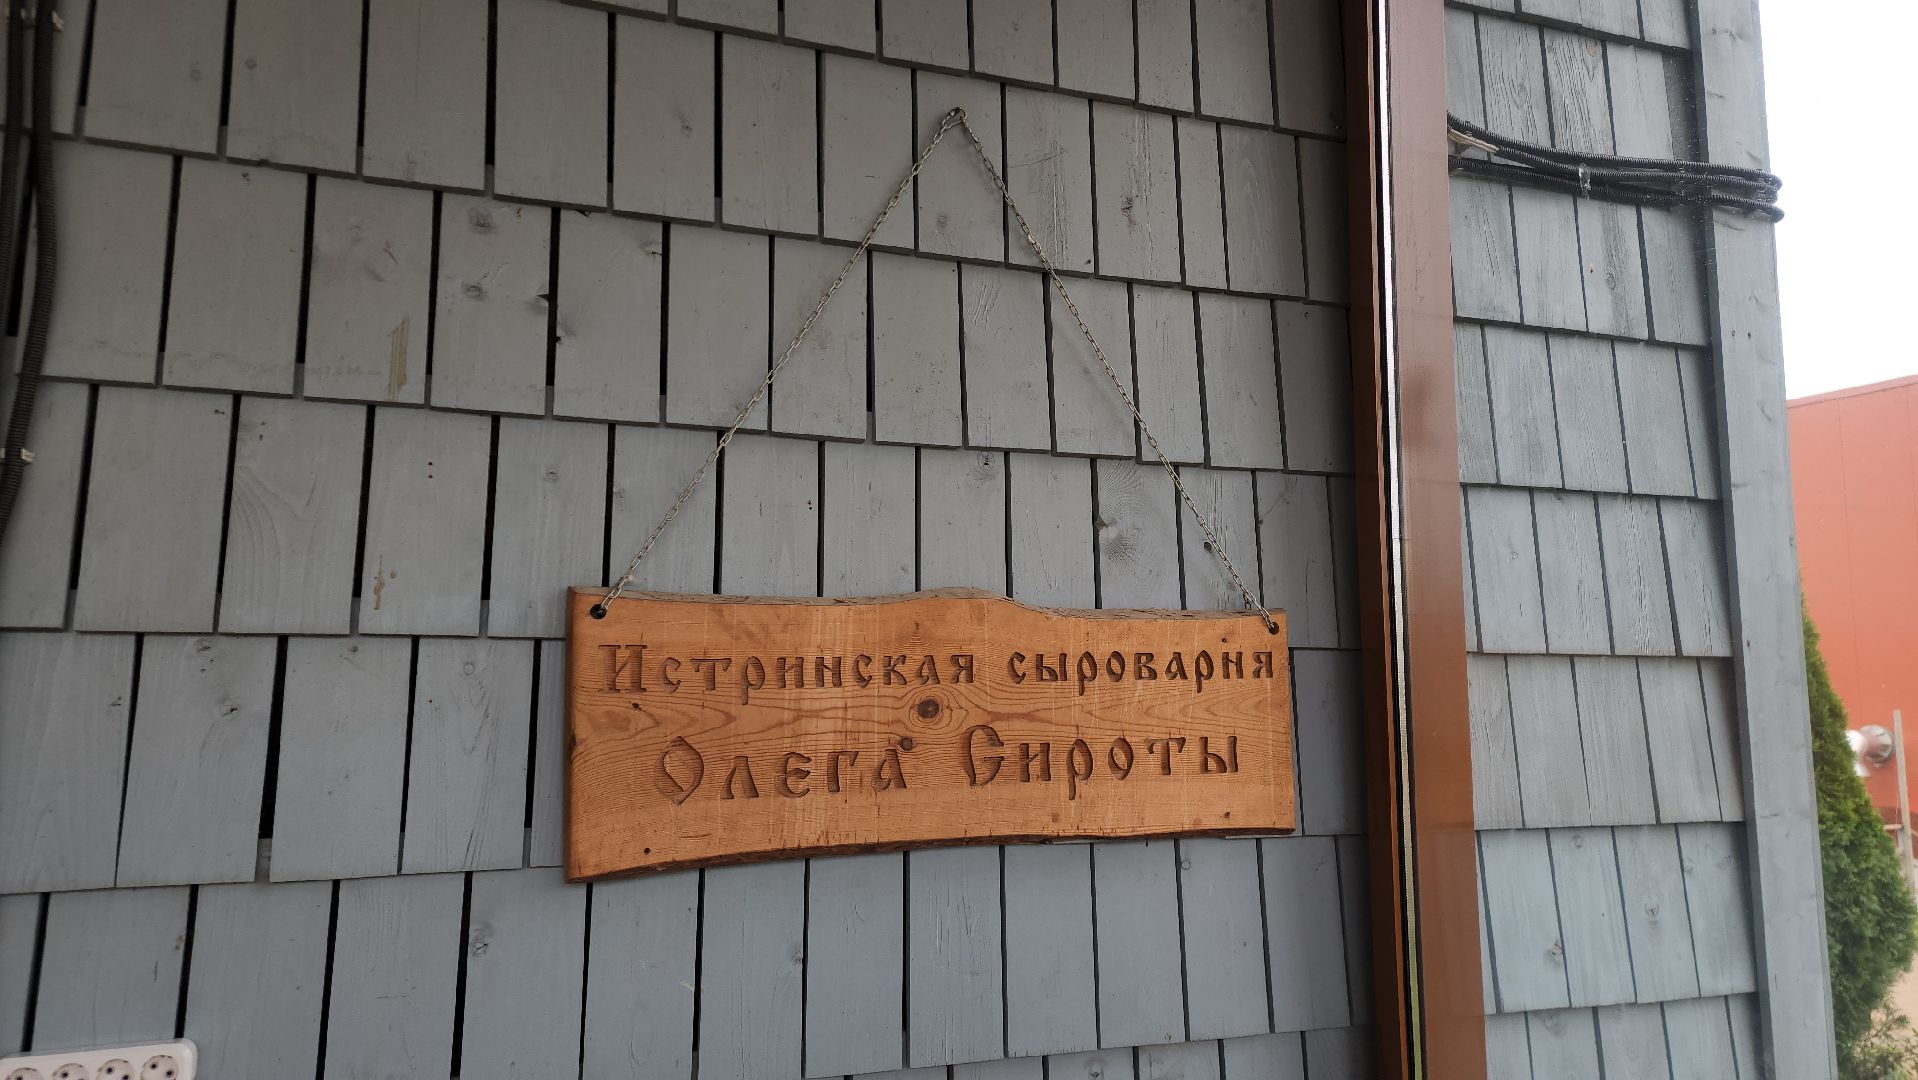 Истринская сыроварня
Олега Сироты